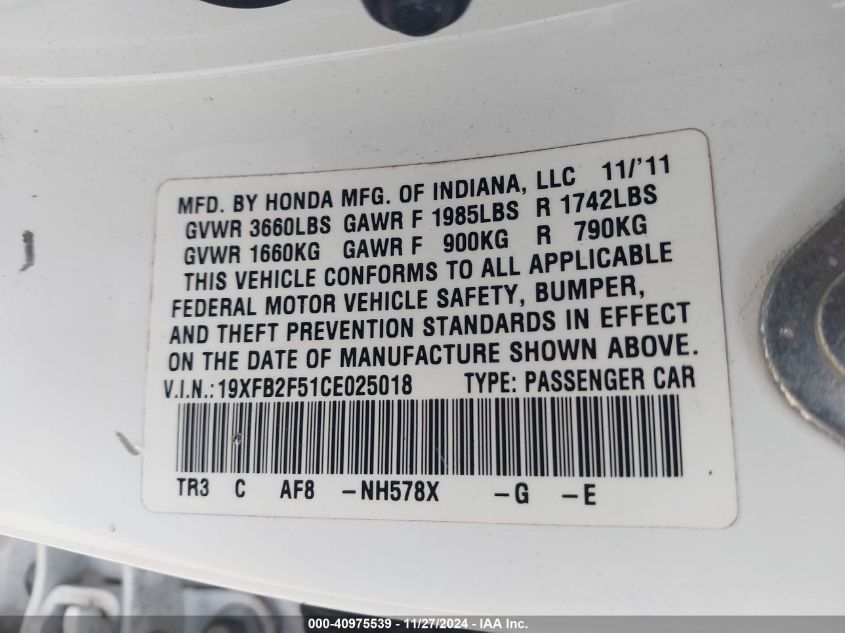 MFD. BY HONDA MFG. OF INDIANA, LLC 11/'11
GVWR 3660LBS GAWR F 1985LBS R 1742LBS
GVWR 1660KG GAWR F 900KG R 790KG
THIS VEHICLE CONFORMS TO ALL APPLICABLE
FEDERAL MOTOR VEHICLE SAFETY, BUMPER,
AND THEFT PREVENTION STANDARDS IN EFFECT
ON THE DATE OF MANUFACTURE SHOWN ABOVE.
V.I.N.:19XFB2F51CE025018 TYPE: PASSENGER CAR
TR3 C AF8 -NH578X -G -E
000-40975539 - 11/27/2024 - IAA Inc.